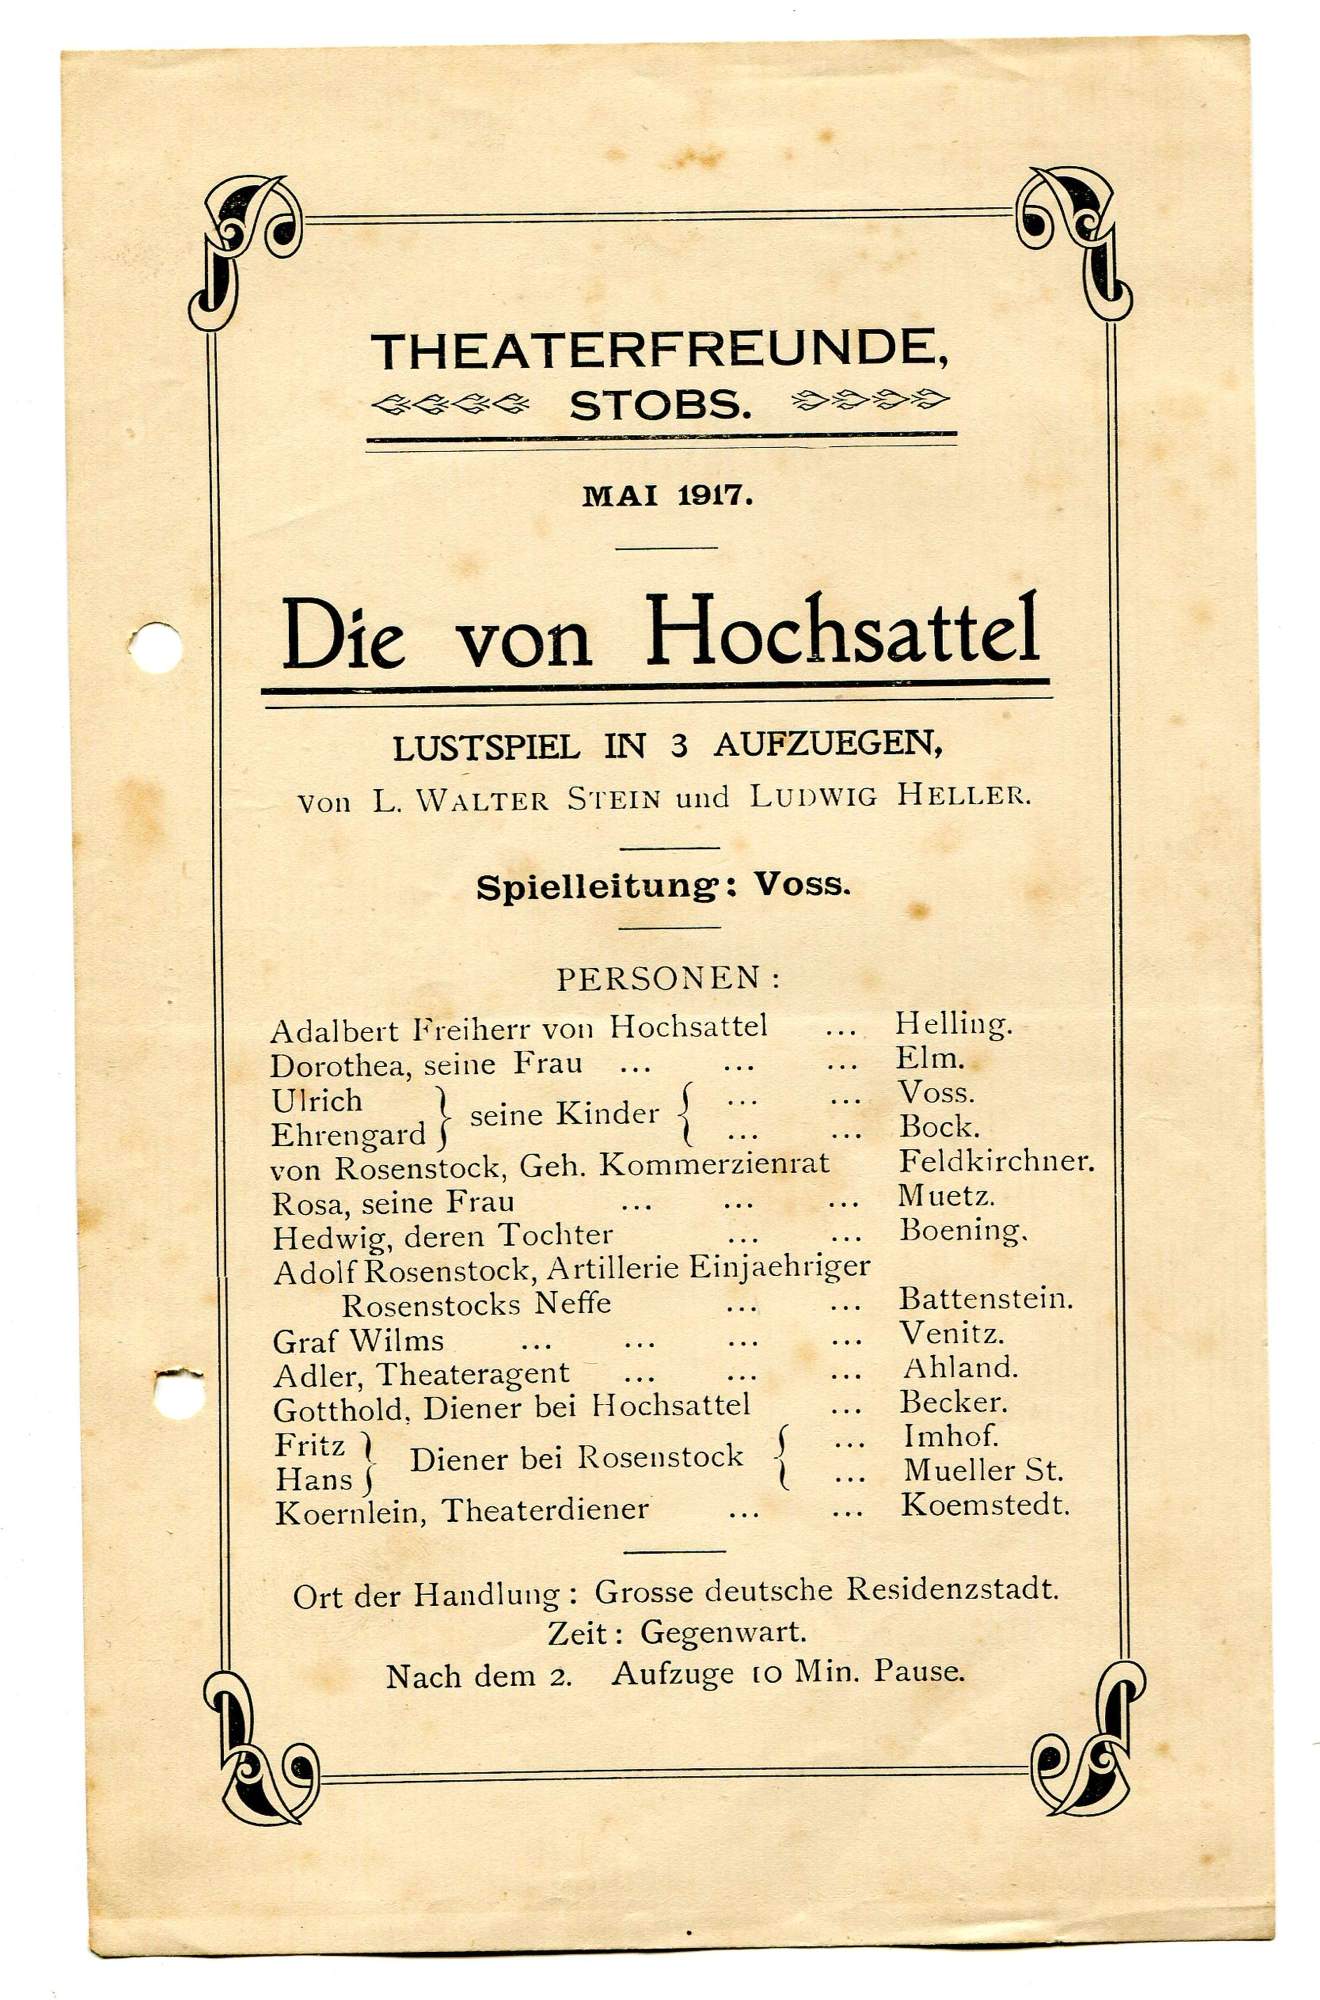 THEATERFREUNDE,
STOBS.
MAI 1917.
Die von Hochsattel
LUSTSPIEL IN 3 AUFZUEGEN,
von L. WALTER STEIN und LUDWIG HELLER.
Spielleitung: Voss.
PERSONEN:
Adalbert Freiherr von Hochsattel ... Helling.
Dorothea, seine Frau ... ... ... Elm.
Ulrich } seine Kinder { ... ... Voss.
Ehrengard } { ... ... Bock.
von Rosenstock, Geh. Kommerzienrat Feldkirchner.
Rosa, seine Frau ... ... ... Muetz.
Hedwig, deren Tochter ... ... Boening.
Adolf Rosenstock, Artillerie Einjaehriger
Rosenstocks Neffe ... ... Battenstein.
Graf Wilms ... ... ... ... Venitz.
Adler, Theateragent ... ... ... Ahland.
Gotthold, Diener bei Hochsattel ... Becker.
Fritz } Diener bei Rosenstock { ... Imhof.
Hans } { ... Mueller St.
Koernlein, Theaterdiener ... ... Koemstedt.
Ort der Handlung: Grosse deutsche Residenzstadt.
Zeit: Gegenwart.
Nach dem 2. Aufzuge 10 Min. Pause.